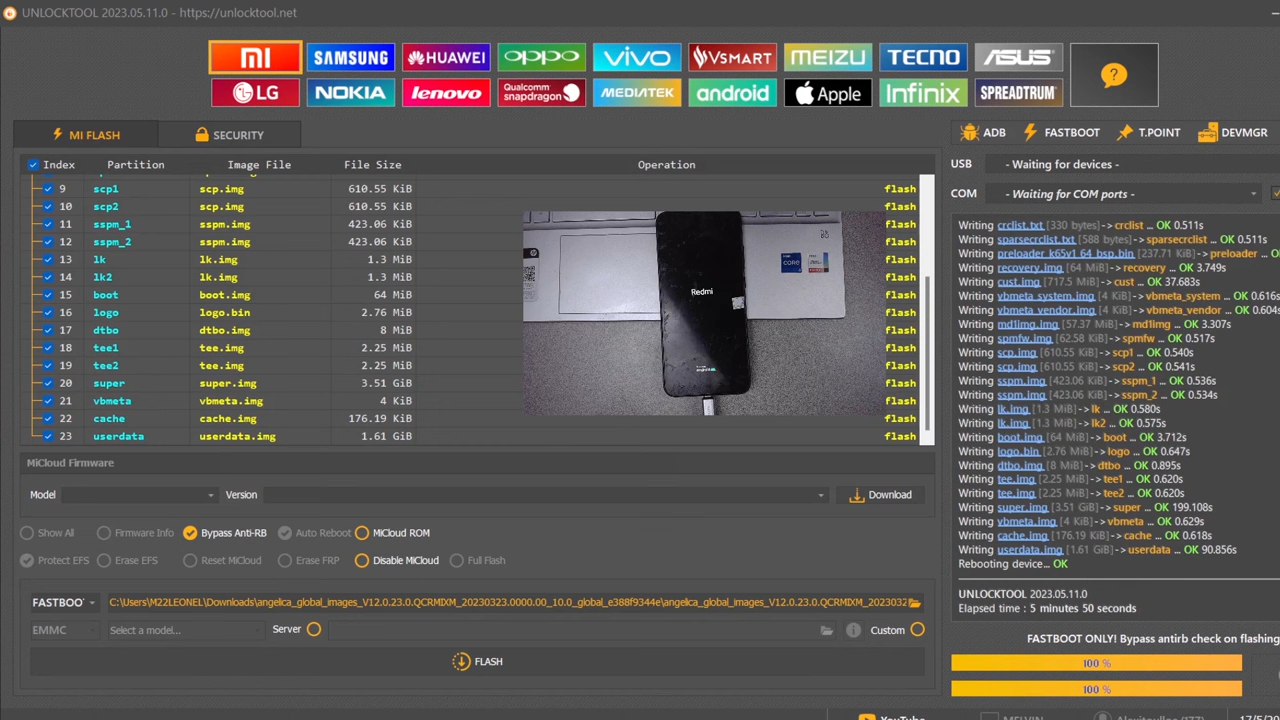 UNLOCKTOOL 2023.05.11.0 - https://unlocktool.net
MI SAMSUNG HUAWEI OPPO vivo VSMART MEIZU TECNO ASUS
LG NOKIA lenovo Qualcomm snapdragon MEDIATEK android Apple Infinix SPREADTRUM
?
MI FLASH SECURITY
ADB FASTBOOT T.POINT DEVMGR
Index Partition Image File File Size Operation
9 scp1 scp.img 610.55 KiB flash
10 scp2 scp.img 610.55 KiB flash
11 sspm_1 sspm.img 423.06 KiB flash
12 sspm_2 sspm.img 423.06 KiB flash
13 lk lk.img 1.3 MiB flash
14 lk2 lk.img 1.3 MiB flash
15 boot boot.img 64 MiB flash
16 logo logo.bin 2.76 MiB flash
17 dtbo dtbo.img 8 MiB flash
18 tee1 tee.img 2.25 MiB flash
19 tee2 tee.img 2.25 MiB flash
20 super super.img 3.51 GiB flash
21 vbmeta vbmeta.img 4 KiB flash
22 cache cache.img 176.19 KiB flash
23 userdata userdata.img 1.61 GiB flash
Redmi
CORE
MiCloud Firmware
Model Version Download
Show All Firmware Info Bypass Anti-RB Auto Reboot MiCloud ROM
Protect EFS Erase EFS Reset MiCloud Erase FRP Disable MiCloud Full Flash
FASTBOO C:\Users\M22LEONEL\Downloads\angelica_global_images_V12.0.23.0.QCRMIXM_20230323.0000.00_10.0_global_e388f9344e\angelica_global_images_V12.0.23.0.QCRMIXM_2023032
EMMC Select a model... Server Custom
FLASH
USB - Waiting for devices -
COM - Waiting for COM ports -
Writing crclist.txt [330 bytes] -> crclist ... OK 0.511s
Writing sparsecrclist.txt [588 bytes] -> sparsecrclist ... OK 0.511s
Writing preloader_k65v1_64_bsp.bin [237.71 KiB] -> preloader ... O
Writing recovery.img [64 MiB] -> recovery ... OK 3.749s
Writing cust.img [717.5 MiB] -> cust ... OK 37.683s
Writing vbmeta_system.img [4 KiB] -> vbmeta_system ... OK 0.616s
Writing vbmeta_vendor.img [4 KiB] -> vbmeta_vendor ... OK 0.604s
Writing md1img.img [57.37 MiB] -> md1img ... OK 3.307s
Writing spmfw.img [62.58 KiB] -> spmfw ... OK 0.517s
Writing scp.img [610.55 KiB] -> scp1 ... OK 0.540s
Writing scp.img [610.55 KiB] -> scp2 ... OK 0.541s
Writing sspm.img [423.06 KiB] -> sspm_1 ... OK 0.536s
Writing sspm.img [423.06 KiB] -> sspm_2 ... OK 0.534s
Writing lk.img [1.3 MiB] -> lk ... OK 0.580s
Writing lk.img [1.3 MiB] -> lk2 ... OK 0.575s
Writing boot.img [64 MiB] -> boot ... OK 3.712s
Writing logo.bin [2.76 MiB] -> logo ... OK 0.647s
Writing dtbo.img [8 MiB] -> dtbo ... OK 0.895s
Writing tee.img [2.25 MiB] -> tee1 ... OK 0.620s
Writing tee.img [2.25 MiB] -> tee2 ... OK 0.620s
Writing super.img [3.51 GiB] -> super ... OK 199.108s
Writing vbmeta.img [4 KiB] -> vbmeta ... OK 0.629s
Writing cache.img [176.19 KiB] -> cache ... OK 0.618s
Writing userdata.img [1.61 GiB] -> userdata ... OK 90.856s
Rebooting device... OK
UNLOCKTOOL 2023.05.11.0
Elapsed time : 5 minutes 50 seconds
FASTBOOT ONLY! Bypass antirb check on flashing
100 %
100 %
YouTube